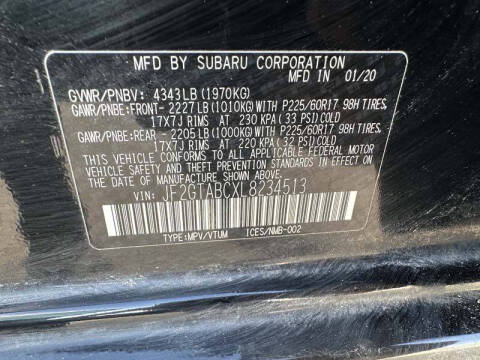 MFD BY SUBARU CORPORATION
MFD IN 01/20
GVWR/PNBV: 4343LB (1970KG)
GAWR/PNBE:FRONT- 2227LB (1010KG)WITH P225/60R17 98H TIRES,
17X7J RIMS AT 230 KPA (33 PSI)COLD
GAWR/PNBE:REAR - 2205LB (1000KG)WITH P225/60R17 98H TIRES,
17X7J RIMS AT 220 KPA (32 PSI)COLD
THIS VEHICLE CONFORMS TO ALL APPLICABLE FEDERAL MOTOR
VEHICLE SAFETY, BUMPER AND THEFT PREVENTION STANDARDS IN EFFECT ON THE
DATE OF MANUFACTURE SHOWN ABOVE.
VIN: JF2GTABCXL8234513
TYPE:MPV/VTUM ICES/NMB-002